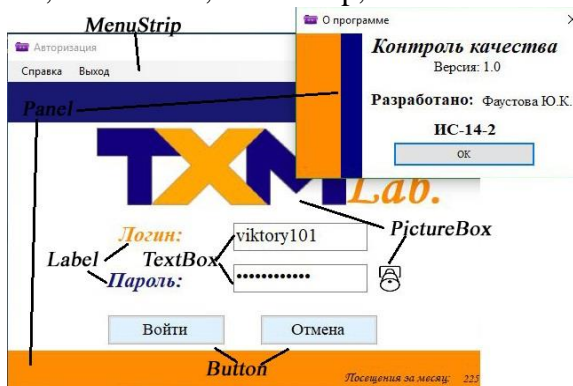 MenuStrip
О программе
Авторизация
Справка Выход
Контроль качества
Версия: 1.0
Panel
Разработано: Фаустова Ю.К.
ИС-14-2
ОК
TXM Lab.
PictureBox
Логин:
viktory101
Label TextBox
Пароль:
••••••••••••
Войти Отмена
Button
Посещения за месяц: 225